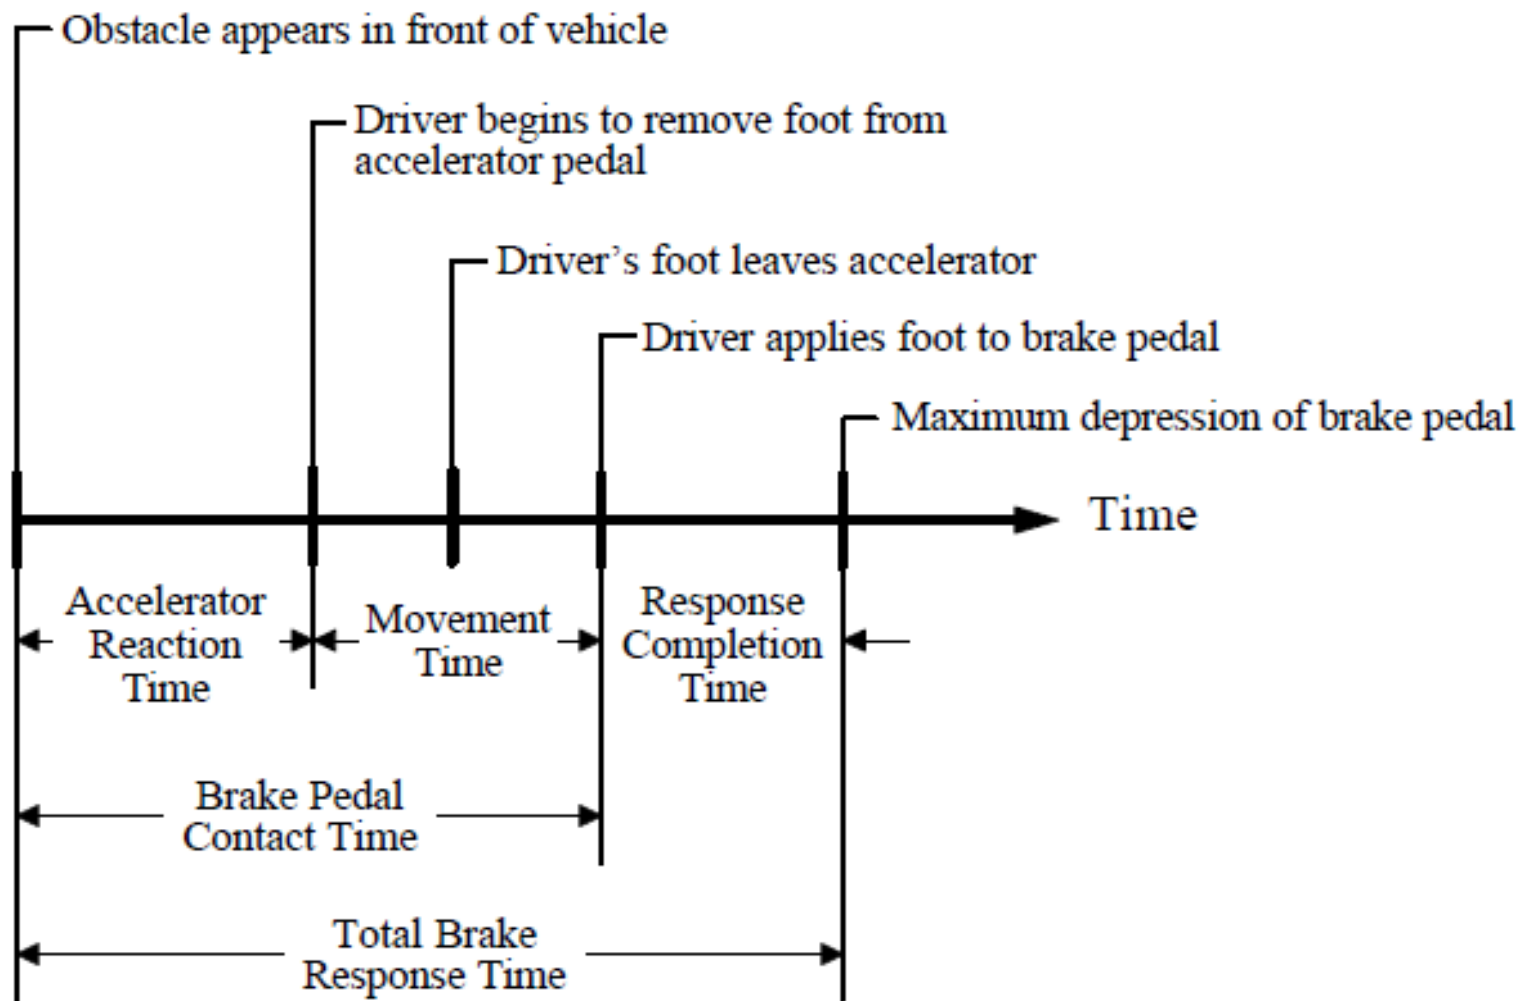 Obstacle appears in front of vehicle
Driver begins to remove foot from
accelerator pedal
Driver’s foot leaves accelerator
Driver applies foot to brake pedal
Maximum depression of brake pedal
Time
Accelerator
Reaction
Time
Movement
Time
Response
Completion
Time
Brake Pedal
Contact Time
Total Brake
Response Time